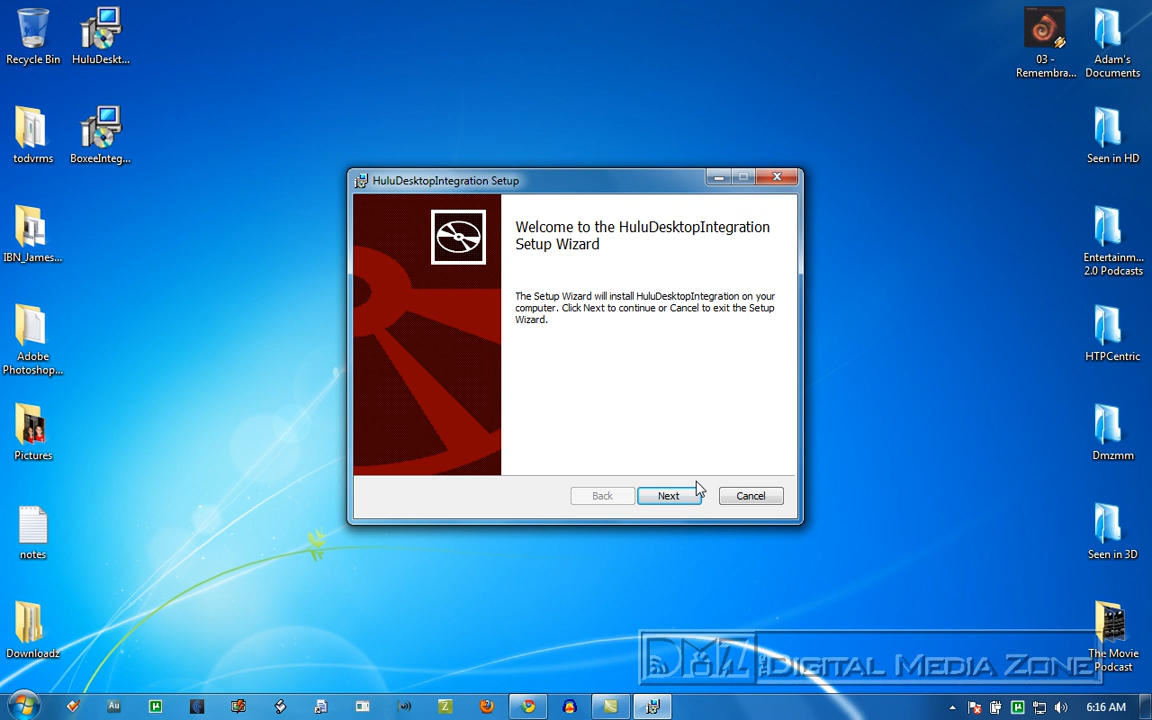 Recycle Bin
HuluDeskt...
03 -
Remembra...
Adam's
Documents
todvrms
BoxeeInteg...
Seen in HD
HuluDesktopIntegration Setup
Welcome to the HuluDesktopIntegration
Setup Wizard
IBN_James...
Entertainm...
2.0 Podcasts
The Setup Wizard will install HuluDesktopIntegration on your
computer. Click Next to continue or Cancel to exit the Setup
Wizard.
Adobe
Photoshop...
HTPCentric
Pictures
Dmzmm
Back
Next
Cancel
notes
Seen in 3D
Downloadz
The Movie
Podcast
DMZ THE DIGITAL MEDIA ZONE
Au
Z
6:16 AM